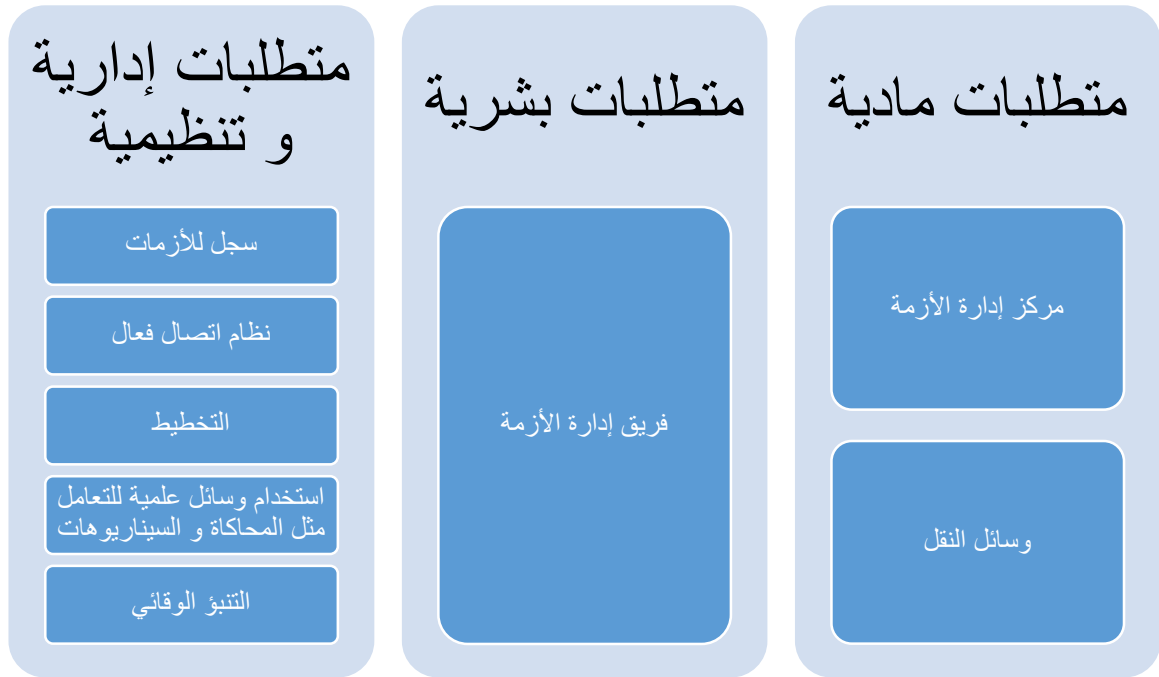 متطلبات مادية
مركز إدارة الأزمة
وسائل النقل
متطلبات بشرية
فريق إدارة الأزمة
متطلبات إدارية
و تنظيمية
سجل للأزمات
نظام اتصال فعال
التخطيط
استخدام وسائل علمية للتعامل
مثل المحاكاة و السيناريوهات
التنبؤ الوقائي